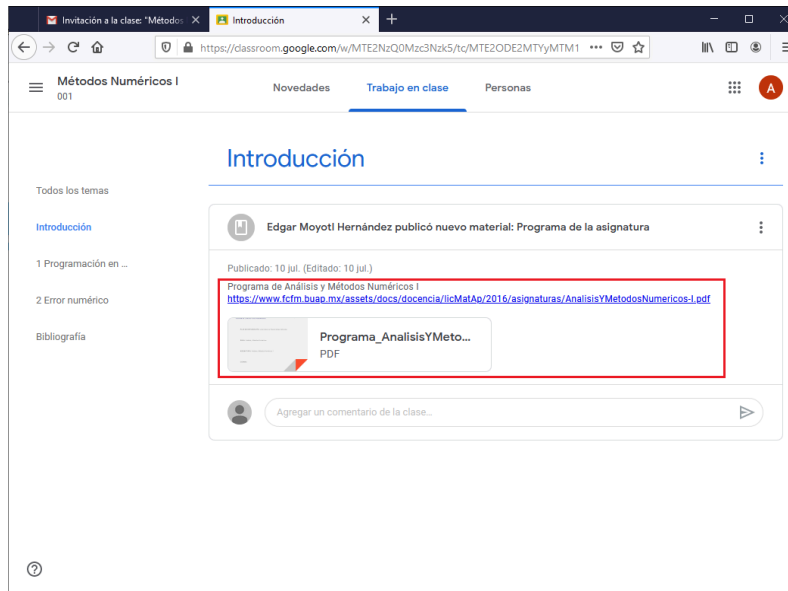 Invitación a la clase: "Métodos
Introducción
https://classroom.google.com/w/MTE2NzQ0Mzc3Nzk5/tc/MTE2ODE2MTYyMTM1
Métodos Numéricos I
001
Novedades
Trabajo en clase
Personas
A
Introducción
Todos los temas
Introducción
1 Programación en ...
2 Error numérico
Bibliografía
Edgar Moyotl Hernández publicó nuevo material: Programa de la asignatura
Publicado: 10 jul. (Editado: 10 jul.)
Programa de Análisis y Métodos Numéricos I
https://www.fcfm.buap.mx/assets/docs/docencia/licMatAp/2016/asignaturas/AnalisisYMetodosNumericos-I.pdf
Programa_AnalisisYMeto...
PDF
Agregar un comentario de la clase...